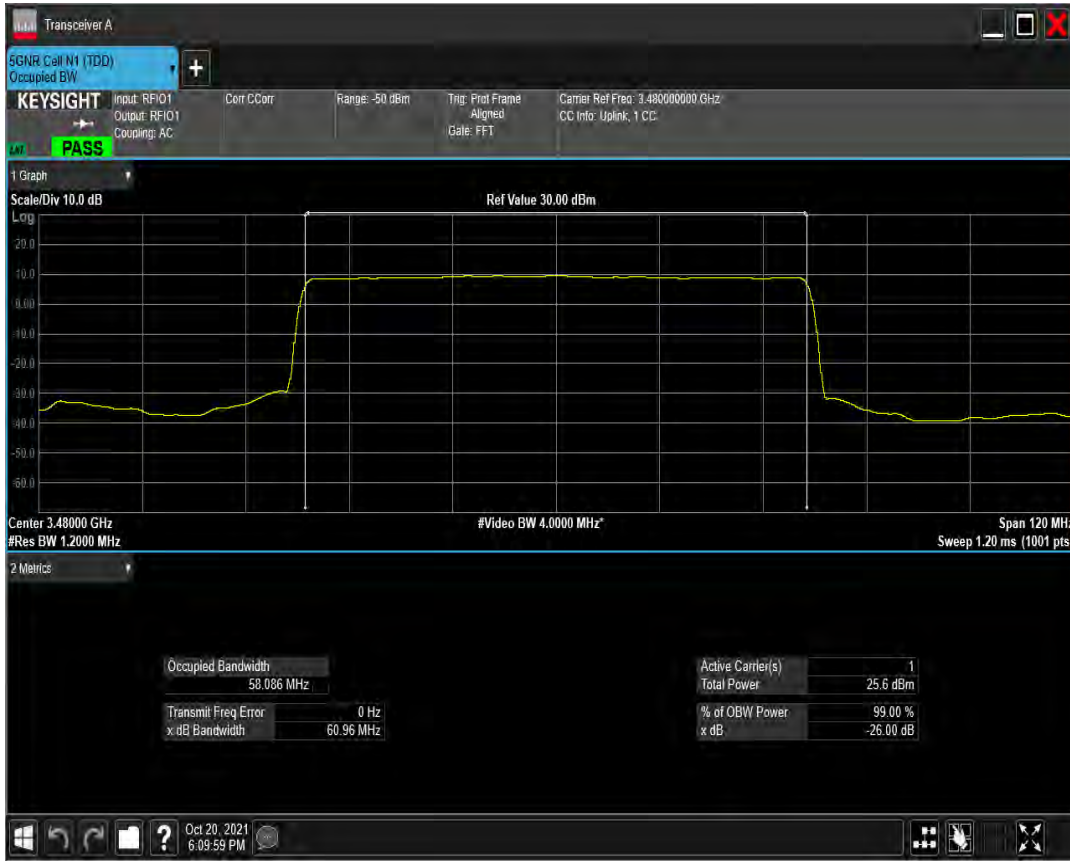 Transceiver A
5GNR Cell N1 (TDD)
Occupied BW
+
KEYSIGHT
Input: RFIO1
Output: RFIO1
Coupling: AC
PASS
Corr CCorr
Range: -50 dBm
Trig: Prot Frame
Aligned
Gate: FFT
Carrier Ref Freq: 3.480000000 GHz
CC Info: Uplink, 1 CC
1 Graph
Scale/Div 10.0 dB
Ref Value 30.00 dBm
Log
20.0
10.0
0.00
-10.0
-20.0
-30.0
-40.0
-50.0
-60.0
Center 3.48000 GHz
#Video BW 4.0000 MHz*
Span 120 MHz
#Res BW 1.2000 MHz
Sweep 1.20 ms (1001 pts
2 Metrics
Occupied Bandwidth
58.086 MHz
Transmit Freq Error 0 Hz
x dB Bandwidth 60.96 MHz
Active Carrier(s) 1
Total Power 25.6 dBm
% of OBW Power 99.00 %
x dB -26.00 dB
?
Oct 20, 2021
6:09:59 PM